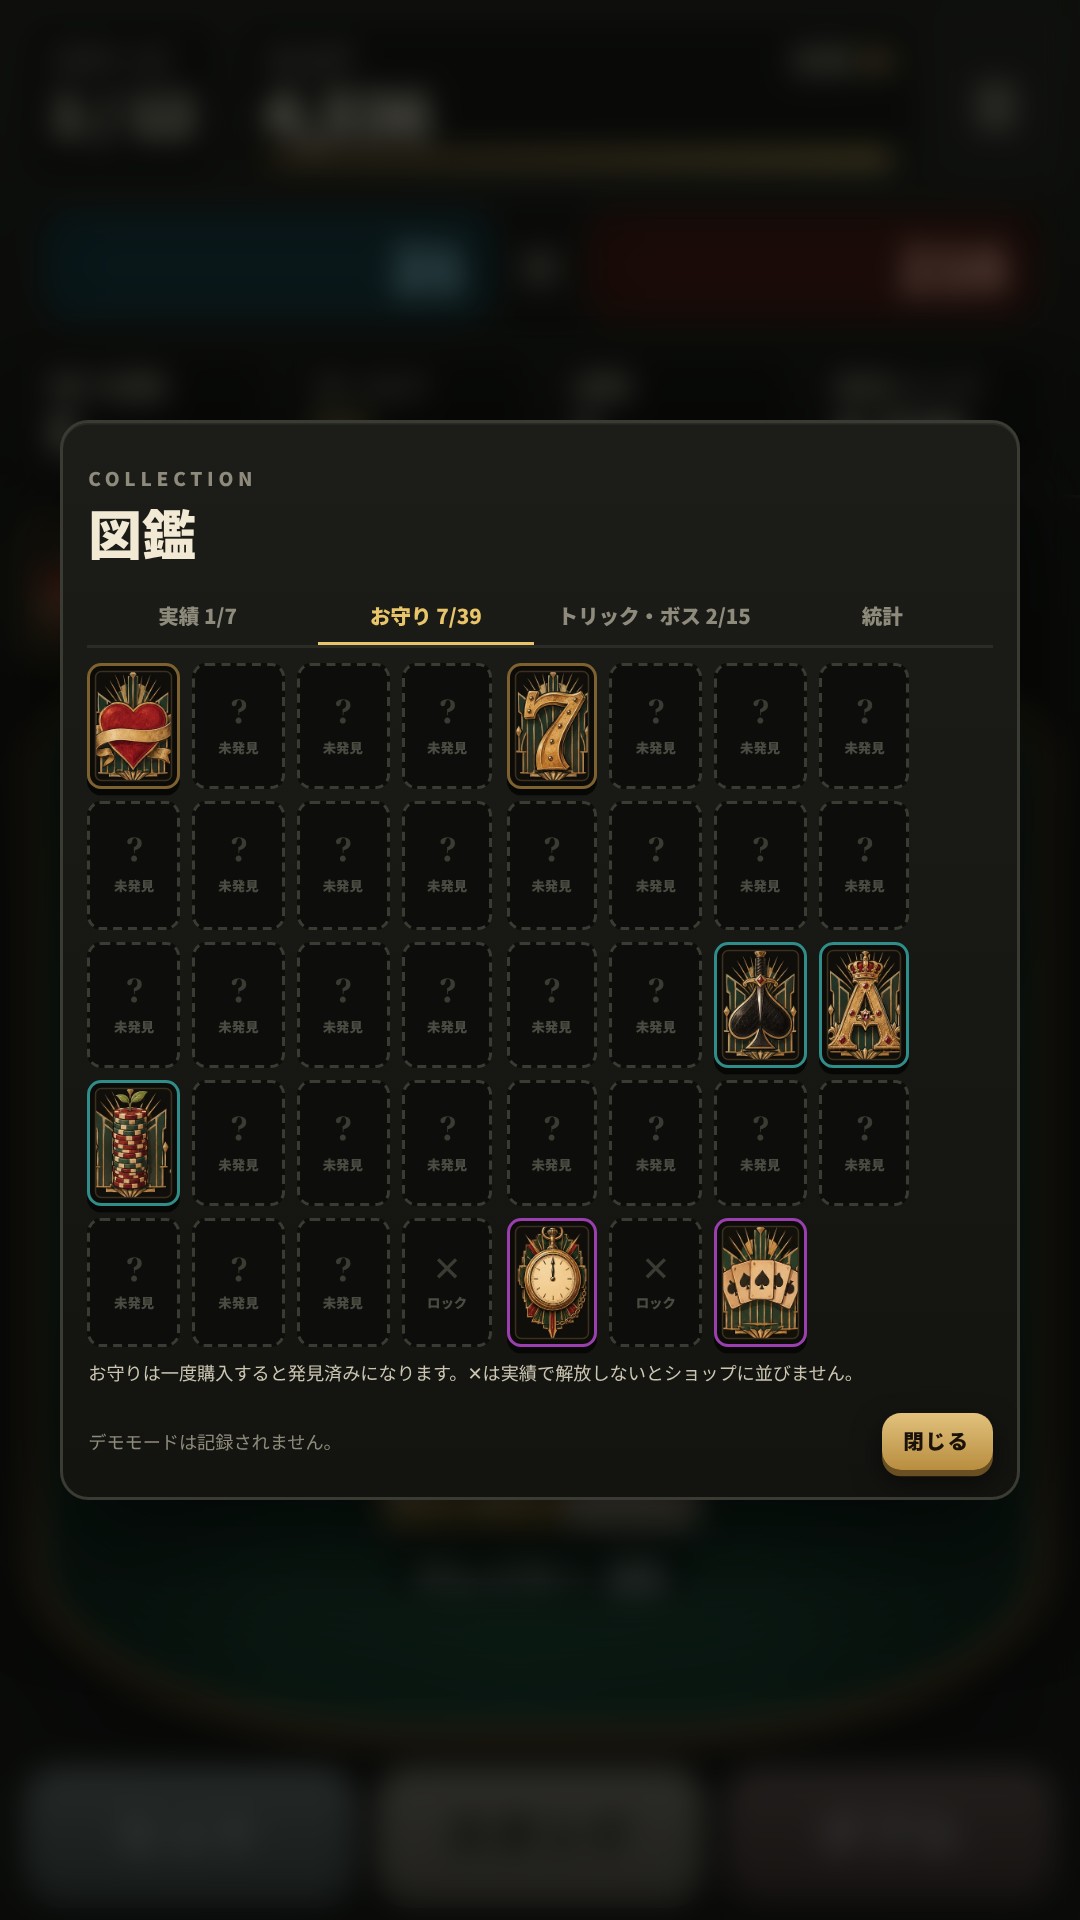 COLLECTION
図鑑
実績 1/7 お守り 7/39 トリック・ボス 2/15 統計
? ? ? 7 ? ? ?
未発見 未発見 未発見 未発見 未発見 未発見
? ? ? ? ? ? ? ?
未発見 未発見 未発見 未発見 未発見 未発見 未発見 未発見
? ? ? ? ? ? A
未発見 未発見 未発見 未発見 未発見 未発見
? ? ? ? ? ? ?
未発見 未発見 未発見 未発見 未発見 未発見 未発見
? ? ? ✕ ✕
未発見 未発見 未発見 ロック ロック
お守りは一度購入すると発見済みになります。✕は実績で解放しないとショップに並びません。
デモモードは記録されません。
閉じる